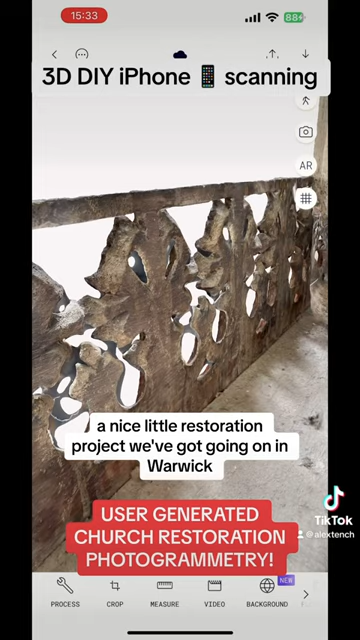 15:33
88
3D DIY iPhone 📱 scanning
AR
a nice little restoration
project we've got going on in
Warwick
USER GENERATED
CHURCH RESTORATION
PHOTOGRAMMETRY!
TikTok
@alextench
PROCESS
CROP
MEASURE
VIDEO
BACKGROUND
NEW